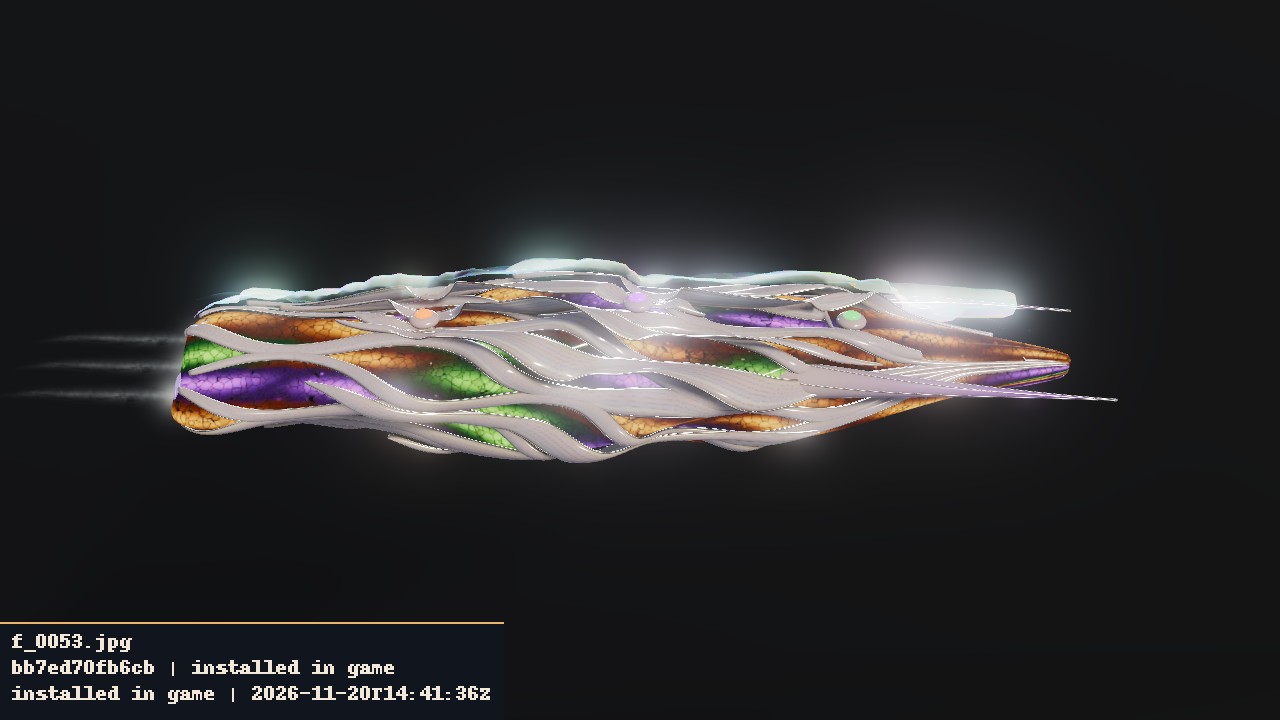 f_0053.jpg
bb7ed70fb6cb | installed in game
installed in game | 2026-11-20T14:41:36Z